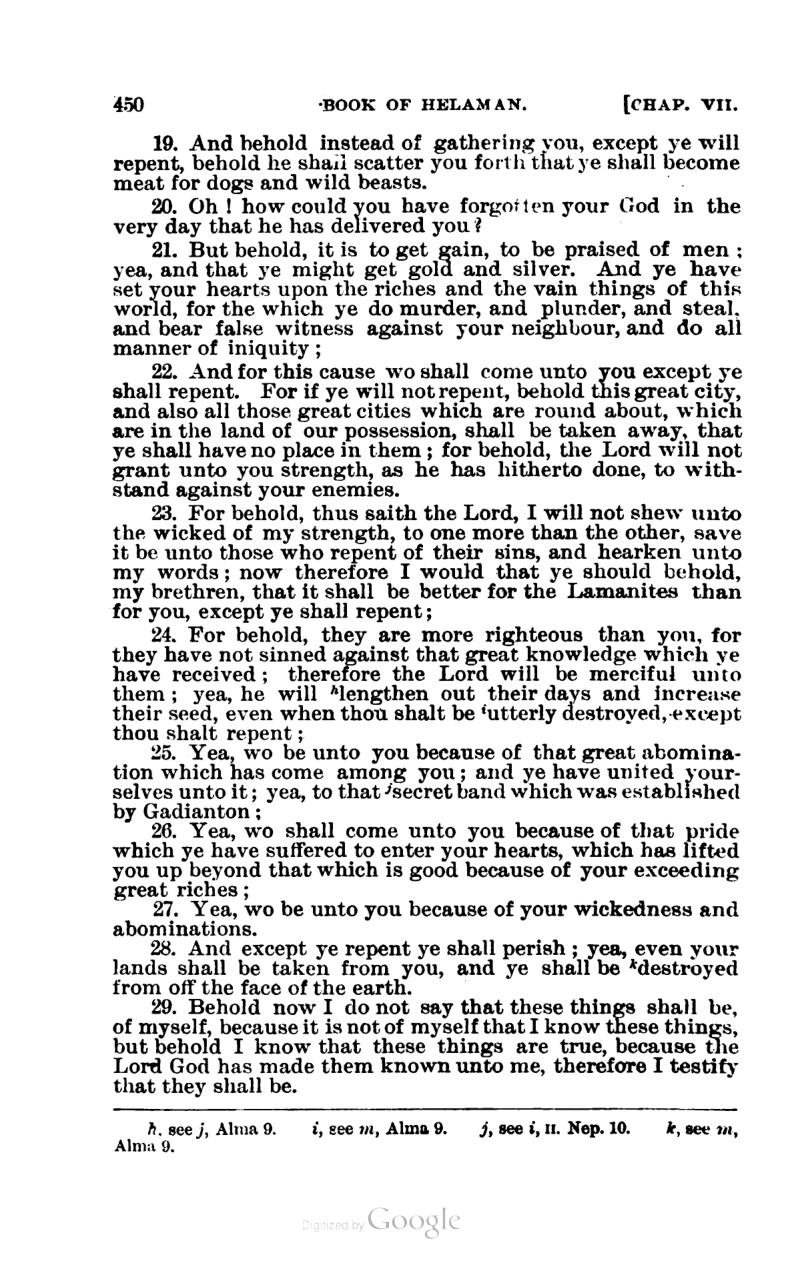 450 BOOK OF HELAMAN. [CHAP. VII.
19. And behold instead of gathering you, except ye will
repent, behold he shall scatter you forth that ye shall become
meat for dogs and wild beasts.
20. Oh ! how could you have forgotten your God in the
very day that he has delivered you ?
21. But behold, it is to get gain, to be praised of men ;
yea, and that ye might get gold and silver. And ye have
set your hearts upon the riches and the vain things of this
world, for the which ye do murder, and plunder, and steal,
and bear false witness against your neighbour, and do all
manner of iniquity ;
22. And for this cause wo shall come unto you except ye
shall repent. For if ye will not repent, behold this great city,
and also all those great cities which are round about, which
are in the land of our possession, shall be taken away, that
ye shall have no place in them ; for behold, the Lord will not
grant unto you strength, as he has hitherto done, to with-
stand against your enemies.
23. For behold, thus saith the Lord, I will not shew unto
the wicked of my strength, to one more than the other, save
it be unto those who repent of their sins, and hearken unto
my words ; now therefore I would that ye should behold,
my brethren, that it shall be better for the Lamanites than
for you, except ye shall repent ;
24. For behold, they are more righteous than you, for
they have not sinned against that great knowledge which ye
have received ; therefore the Lord will be merciful unto
them ; yea, he will hlengthen out their days and increase
their seed, even when thou shalt be iutterly destroyed, except
thou shalt repent ;
25. Yea, wo be unto you because of that great abomina-
tion which has come among you ; and ye have united your-
selves unto it ; yea, to that jsecret band which was established
by Gadianton ;
26. Yea, wo shall come unto you because of that pride
which ye have suffered to enter your hearts, which has lifted
you up beyond that which is good because of your exceeding
great riches ;
27. Yea, wo be unto you because of your wickedness and
abominations.
28. And except ye repent ye shall perish ; yea, even your
lands shall be taken from you, and ye shall be kdestroyed
from off the face of the earth.
29. Behold now I do not say that these things shall be,
of myself, because it is not of myself that I know these things,
but behold I know that these things are true, because the
Lord God has made them known unto me, therefore I testify
that they shall be.
h, see j, Alma 9. i, see m, Alma 9. j, see i, II. Nep. 10. k, see m,
Alma 9.
Digitized by Google